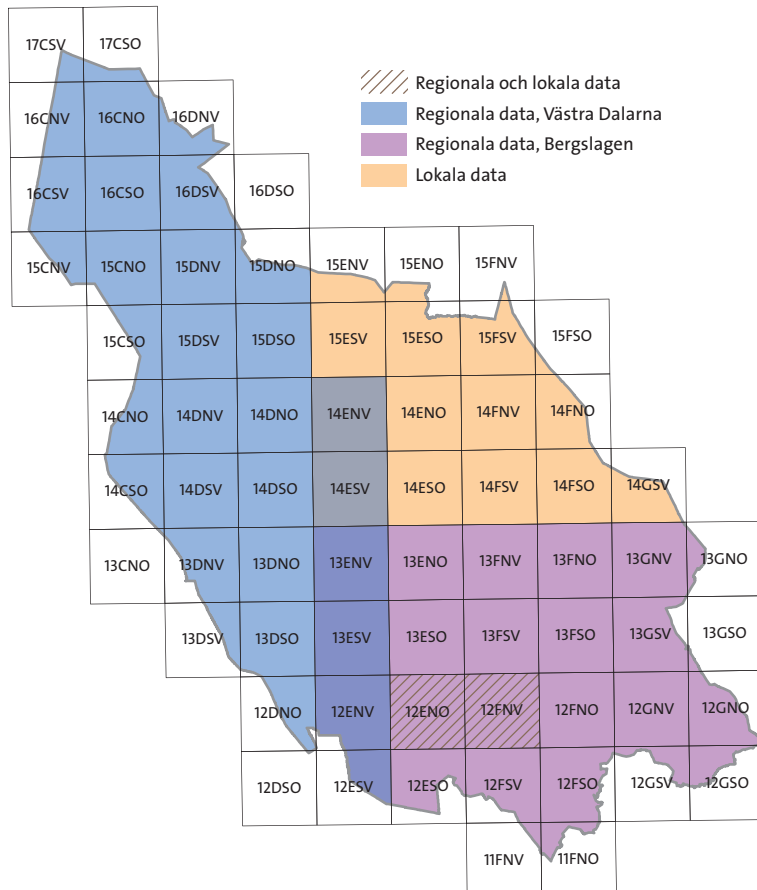 17CSV 17CSO
Regionala och lokala data
Regionala data, Västra Dalarna
Regionala data, Bergslagen
Lokala data
16CNV 16CNO 16DNV
16CSV 16CSO 16DSV 16DSO
15CNV 15CNO 15DNV 15DNO 15ENV 15ENO 15FNV
15CSO 15DSV 15DSO 15ESV 15ESO 15FSV 15FSO
14CNO 14DNV 14DNO 14ENV 14ENO 14FNV 14FNO
14CSO 14DSV 14DSO 14ESV 14ESO 14FSV 14FSO 14GSV
13CNO 13DNV 13DNO 13ENV 13ENO 13FNV 13FNO 13GNV 13GNO
13DSV 13DSO 13ESV 13ESO 13FSV 13FSO 13GSV 13GSO
12DNO 12ENV 12ENO 12FNV 12FNO 12GNV 12GNO
12DSO 12ESV 12ESO 12FSV 12FSO 12GSV 12GSO
11FNV 11FNO